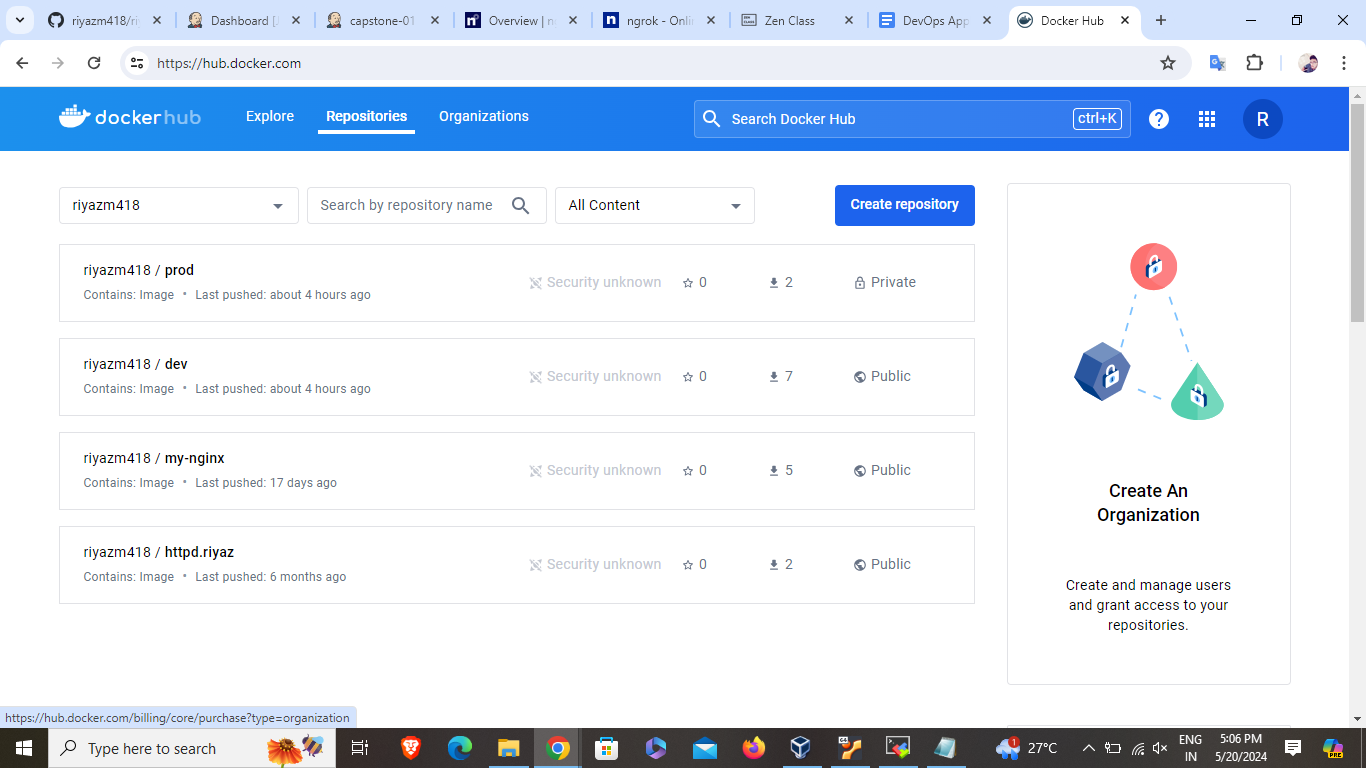 riyazm418/ri
Dashboard [
capstone-01
Overview | n
ngrok - Onli
Zen Class
DevOps App
Docker Hub
https://hub.docker.com
dockerhub
Explore
Repositories
Organizations
Search Docker Hub
ctrl+K
?
R
riyazm418
Search by repository name
All Content
Create repository
riyazm418 / prod
Contains: Image • Last pushed: about 4 hours ago
Security unknown
0
2
Private
riyazm418 / dev
Contains: Image • Last pushed: about 4 hours ago
Security unknown
0
7
Public
riyazm418 / my-nginx
Contains: Image • Last pushed: 17 days ago
Security unknown
0
5
Public
riyazm418 / httpd.riyaz
Contains: Image • Last pushed: 6 months ago
Security unknown
0
2
Public
Create An
Organization
Create and manage users
and grant access to your
repositories.
https://hub.docker.com/billing/core/purchase?type=organization
Type here to search
1
27°C
ENG
IN
5:06 PM
5/20/2024
PRE